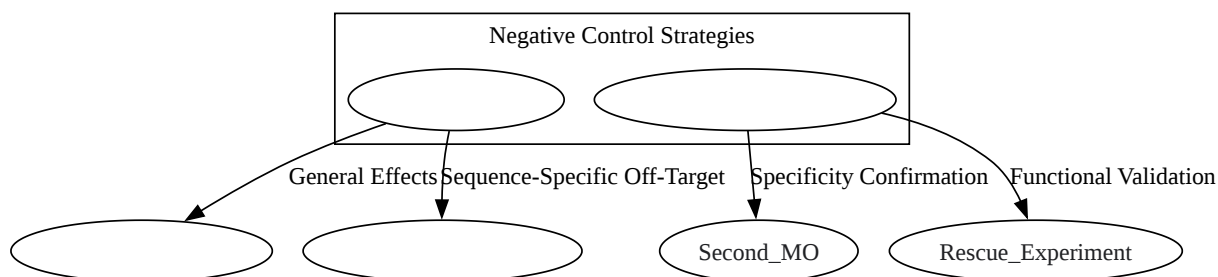 Negative Control Strategies
General Effects
Sequence-Specific Off-Target
Specificity Confirmation
Functional Validation
Second_MO
Rescue_Experiment